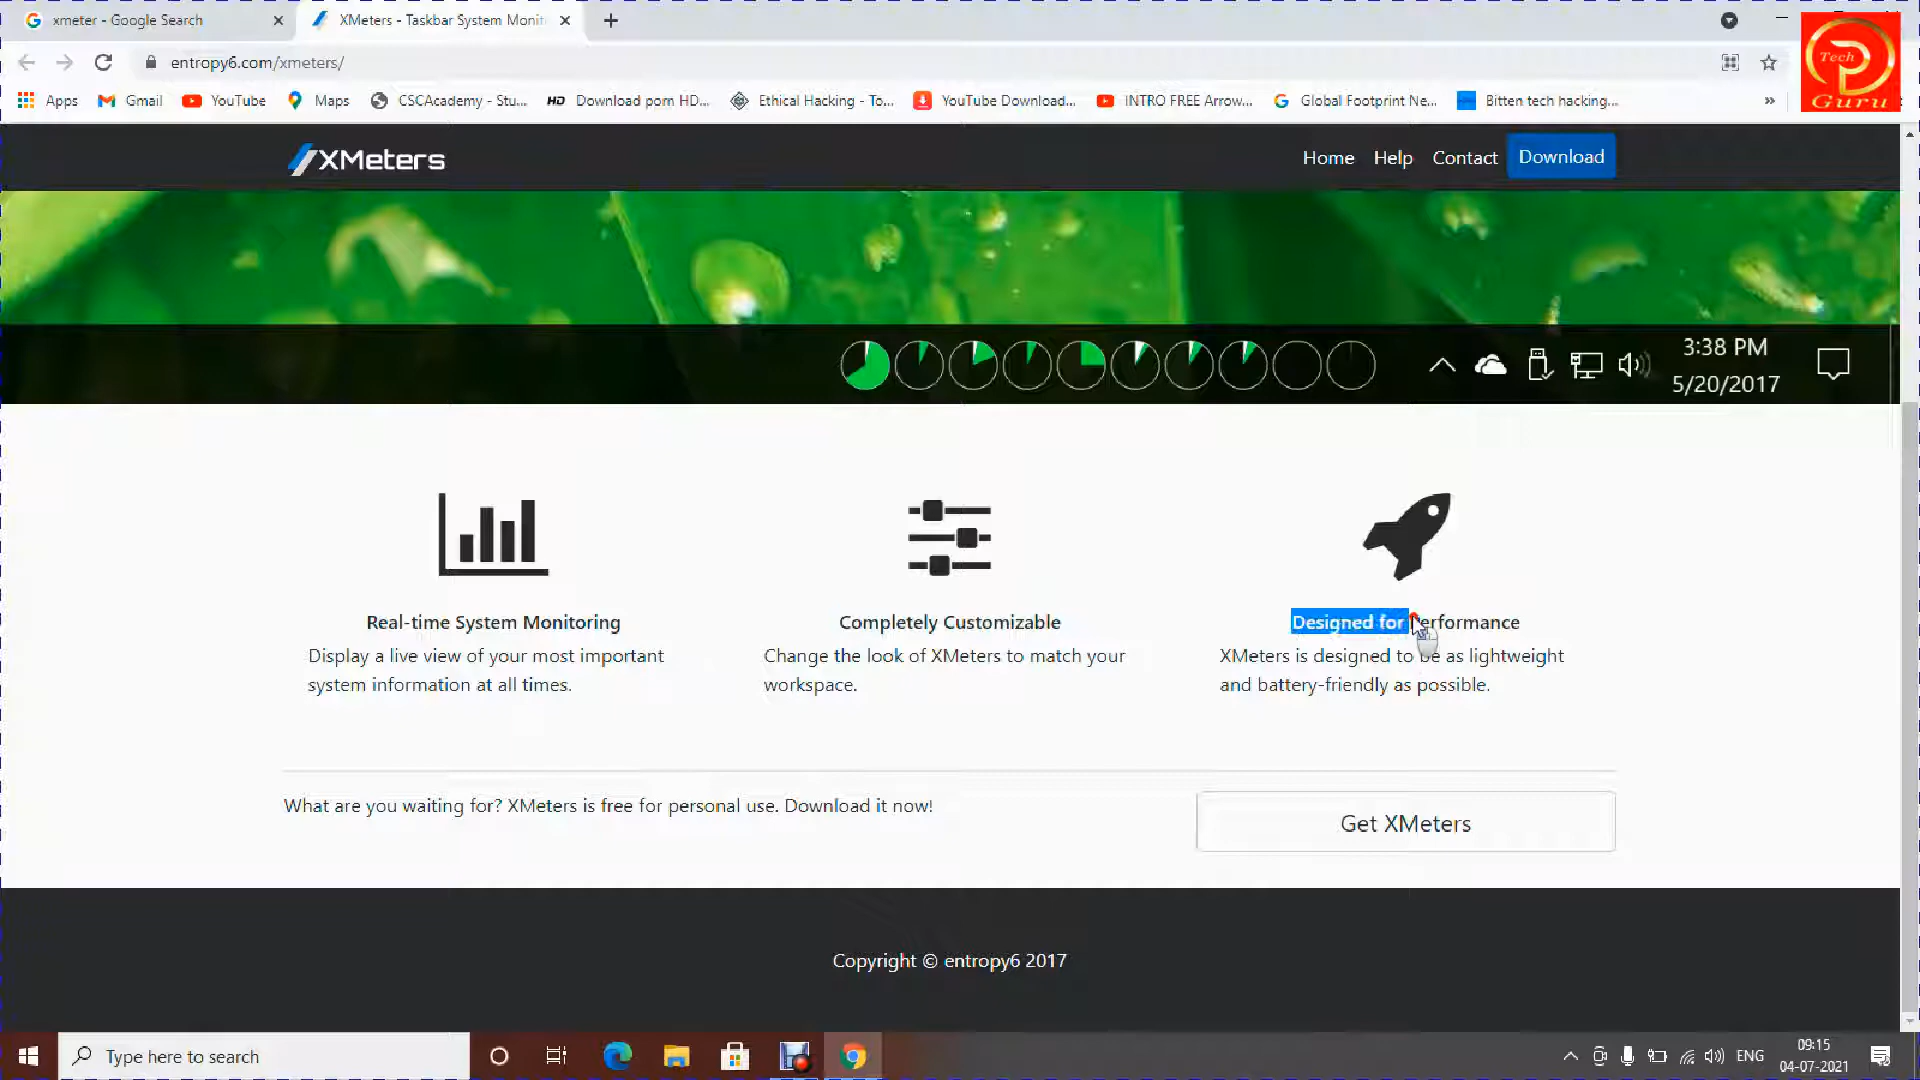 xmeter - Google Search
XMeters - Taskbar System Monit
entropy6.com/xmeters/
Apps
Gmail
YouTube
Maps
CSCAcademy - Stu...
HD Download porn HD...
Ethical Hacking - To...
YouTube Download...
INTRO FREE Arrow...
Global Footprint Ne...
Bitten tech hacking...
Tech
Guru
XMeters
Home
Help
Contact
Download
3:38 PM
5/20/2017
Real-time System Monitoring
Display a live view of your most important
system information at all times.
Completely Customizable
Change the look of XMeters to match your
workspace.
Designed for Performance
XMeters is designed to be as lightweight
and battery-friendly as possible.
What are you waiting for? XMeters is free for personal use. Download it now!
Get XMeters
Copyright © entropy6 2017
Type here to search
ENG
09:15
04-07-2021